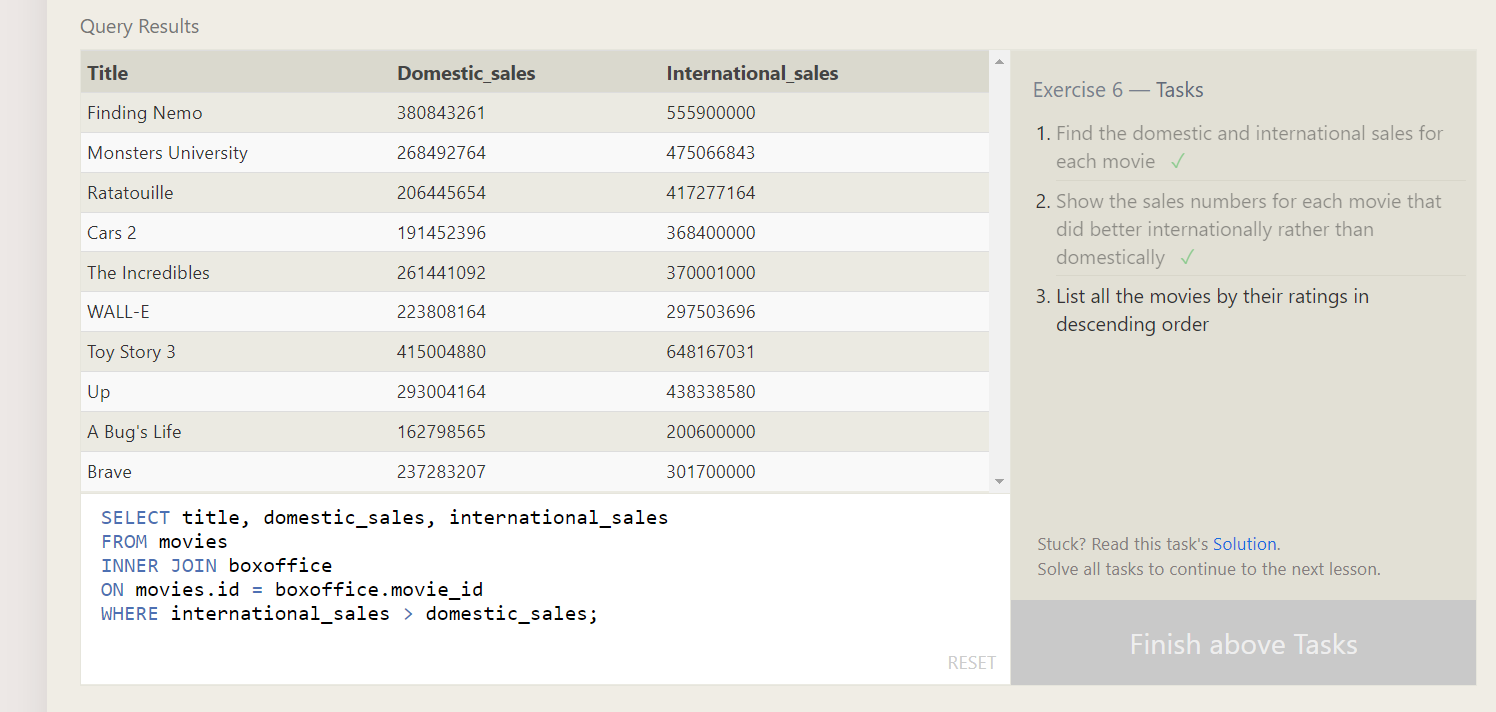 Query Results
Title Domestic_sales International_sales
Finding Nemo 380843261 555900000
Monsters University 268492764 475066843
Ratatouille 206445654 417277164
Cars 2 191452396 368400000
The Incredibles 261441092 370001000
WALL-E 223808164 297503696
Toy Story 3 415004880 648167031
Up 293004164 438338580
A Bug's Life 162798565 200600000
Brave 237283207 301700000
SELECT title, domestic_sales, international_sales
FROM movies
INNER JOIN boxoffice
ON movies.id = boxoffice.movie_id
WHERE international_sales > domestic_sales;
RESET
Exercise 6 — Tasks
1. Find the domestic and international sales for
each movie ✓
2. Show the sales numbers for each movie that
did better internationally rather than
domestically ✓
3. List all the movies by their ratings in
descending order
Stuck? Read this task's Solution.
Solve all tasks to continue to the next lesson.
Finish above Tasks